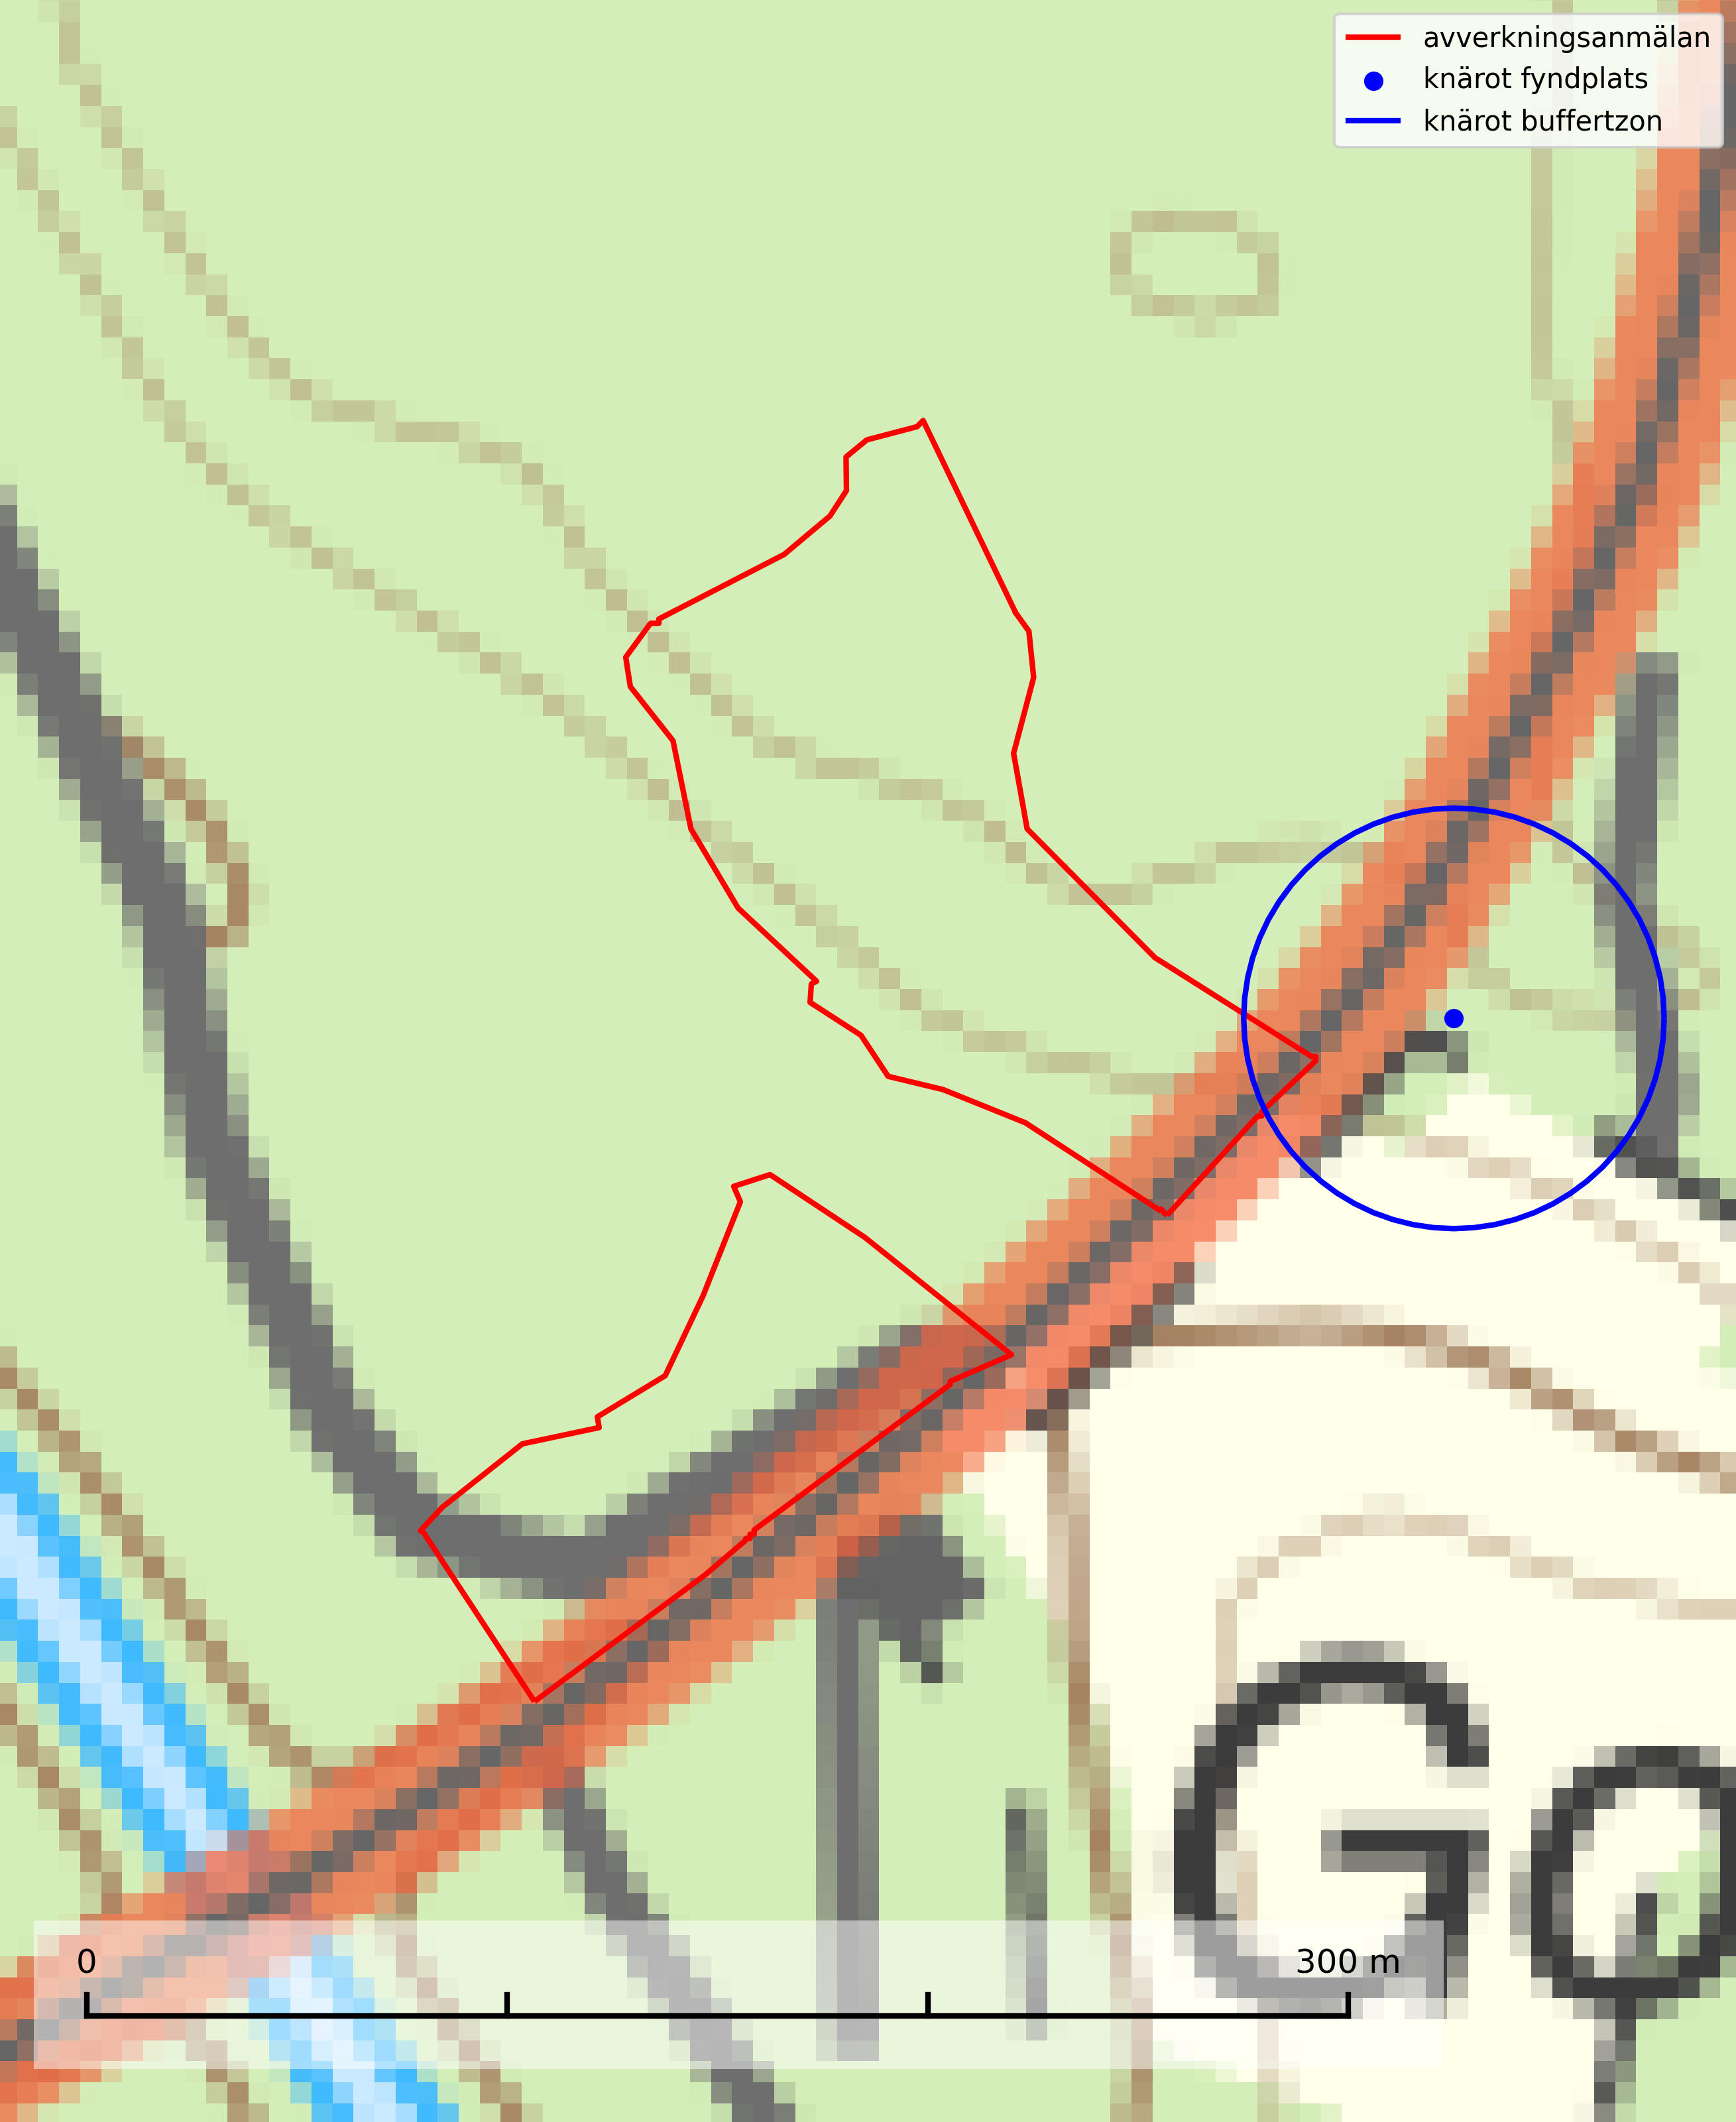 avverkningsanmälan
knärot fyndplats
knärot buffertzon
Go
0 300 m